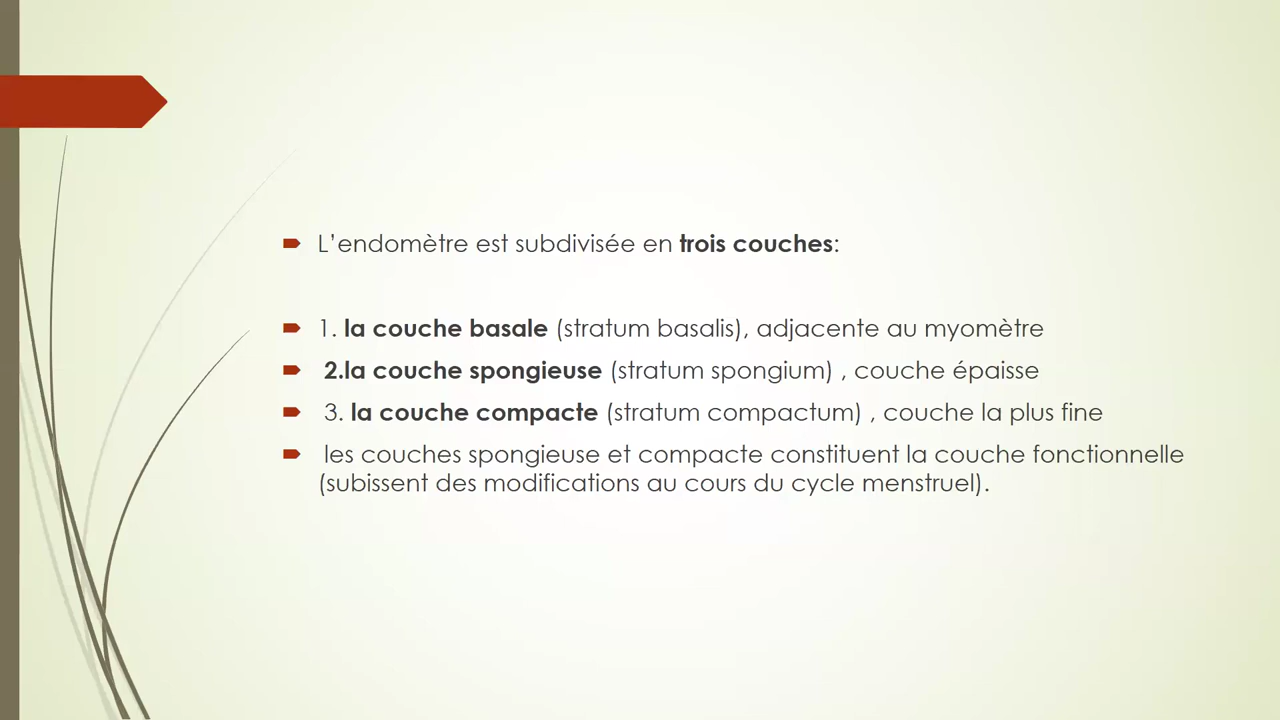 L’endomètre est subdivisée en trois couches:
1. la couche basale (stratum basalis), adjacente au myomètre
2.la couche spongieuse (stratum spongium) , couche épaisse
3. la couche compacte (stratum compactum) , couche la plus fine
les couches spongieuse et compacte constituent la couche fonctionnelle
(subissent des modifications au cours du cycle menstruel).